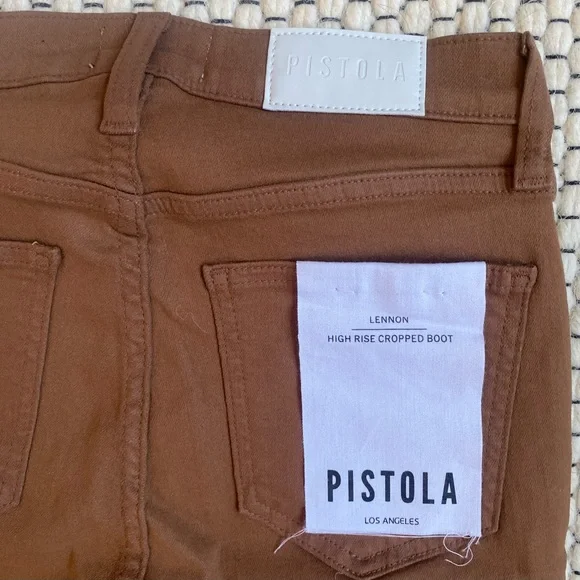 PISTOLA
LENNON
HIGH RISE CROPPED BOOT
PISTOLA
LOS ANGELES